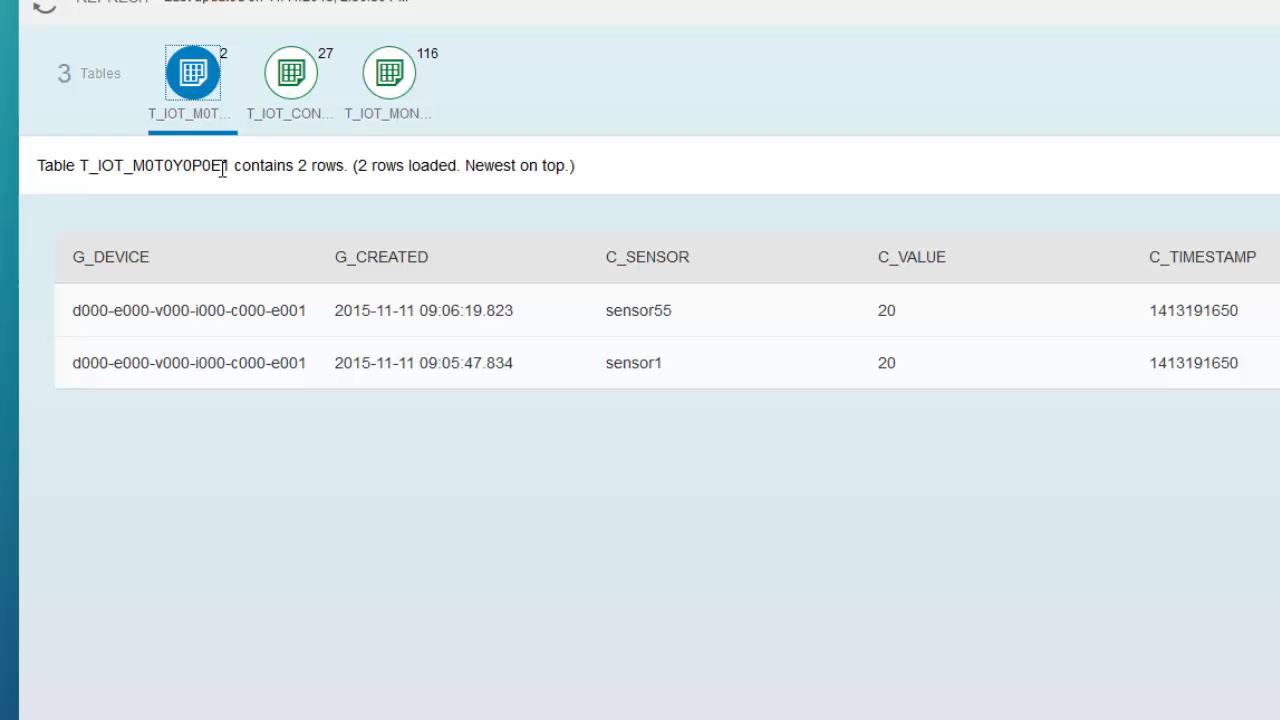 REFRESH
2 27 116
3 Tables
T_IOT_M0T... T_IOT_CON... T_IOT_MON...
Table T_IOT_M0T0Y0P0E1 contains 2 rows. (2 rows loaded. Newest on top.)
G_DEVICE G_CREATED C_SENSOR C_VALUE C_TIMESTAMP
d000-e000-v000-i000-c000-e001 2015-11-11 09:06:19.823 sensor55 20 1413191650
d000-e000-v000-i000-c000-e001 2015-11-11 09:05:47.834 sensor1 20 1413191650